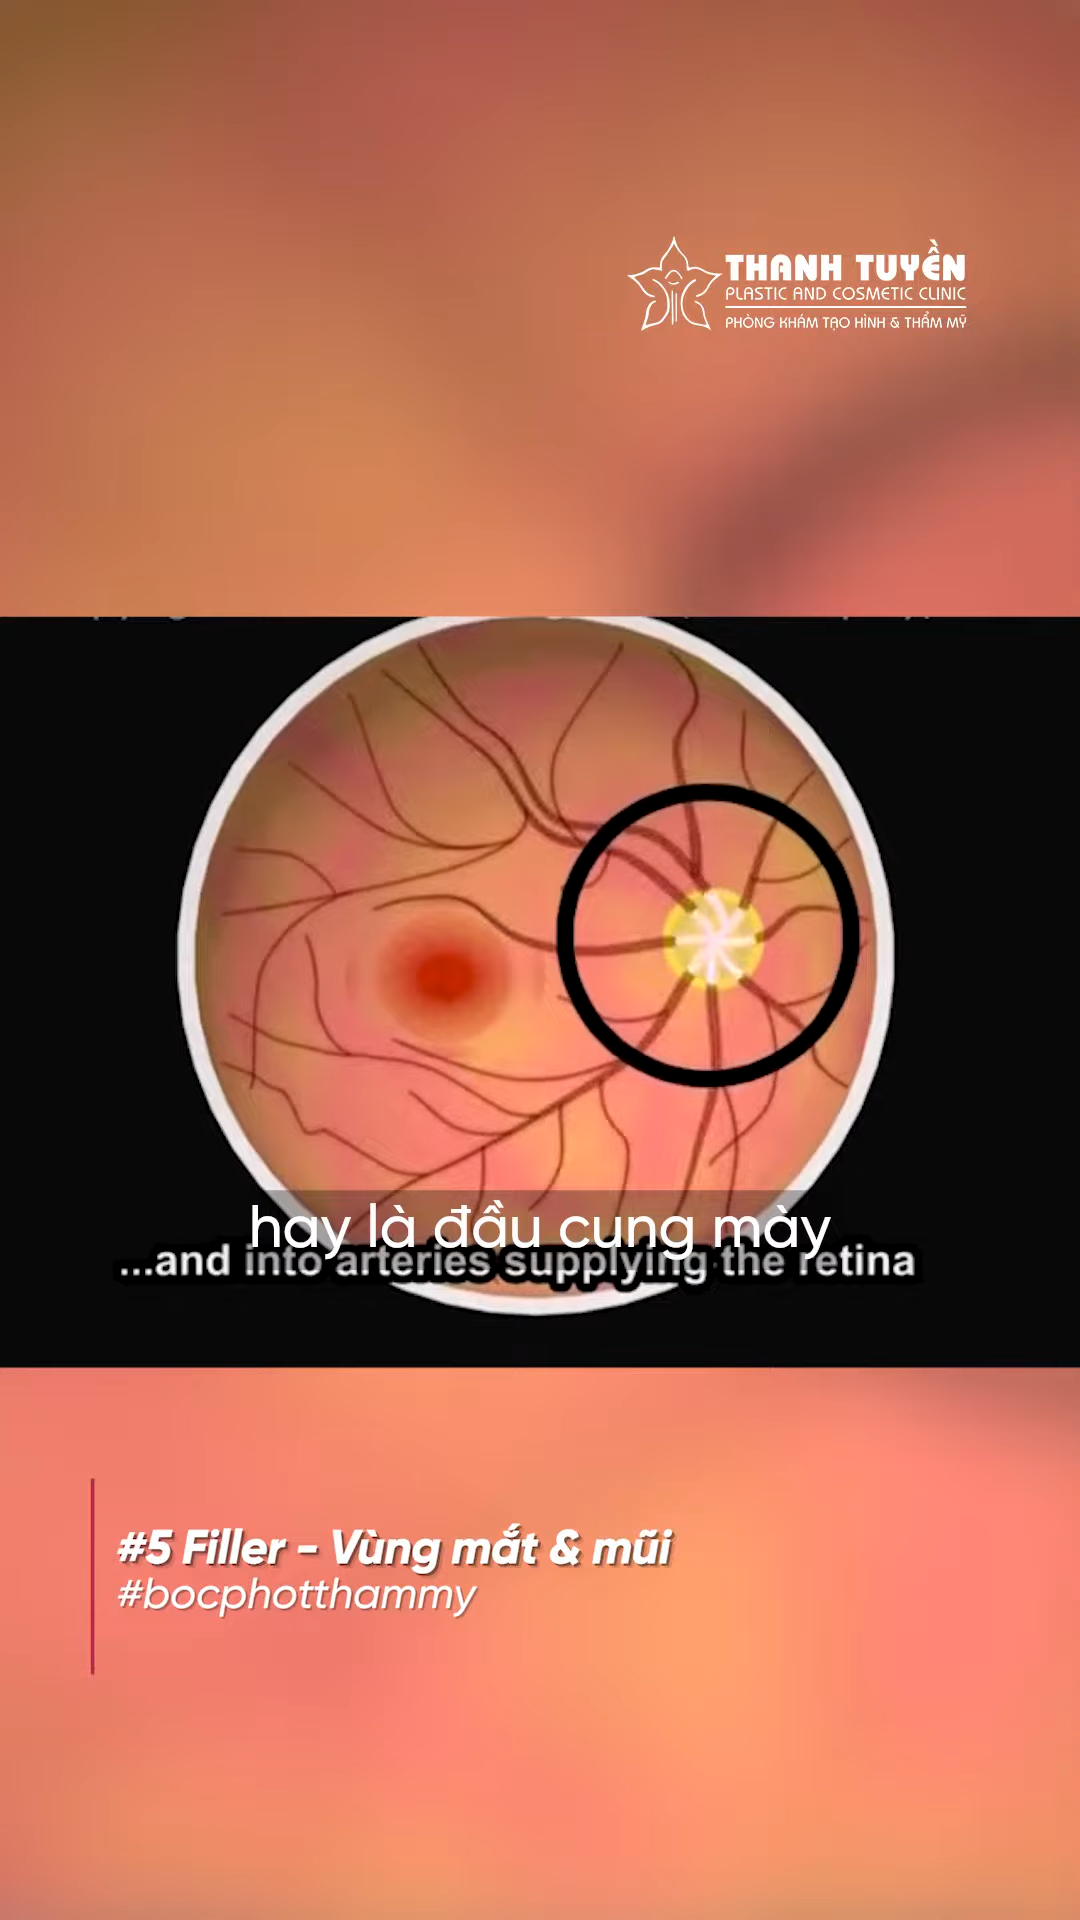 THANH TUYỀN
PLASTIC AND COSMETIC CLINIC
PHÒNG KHÁM TẠO HÌNH & THẨM MỸ
hay là đầu cung mày
...and into arteries supplying the retina
#5 Filler - Vùng mắt & mũi
#bocphotthammy